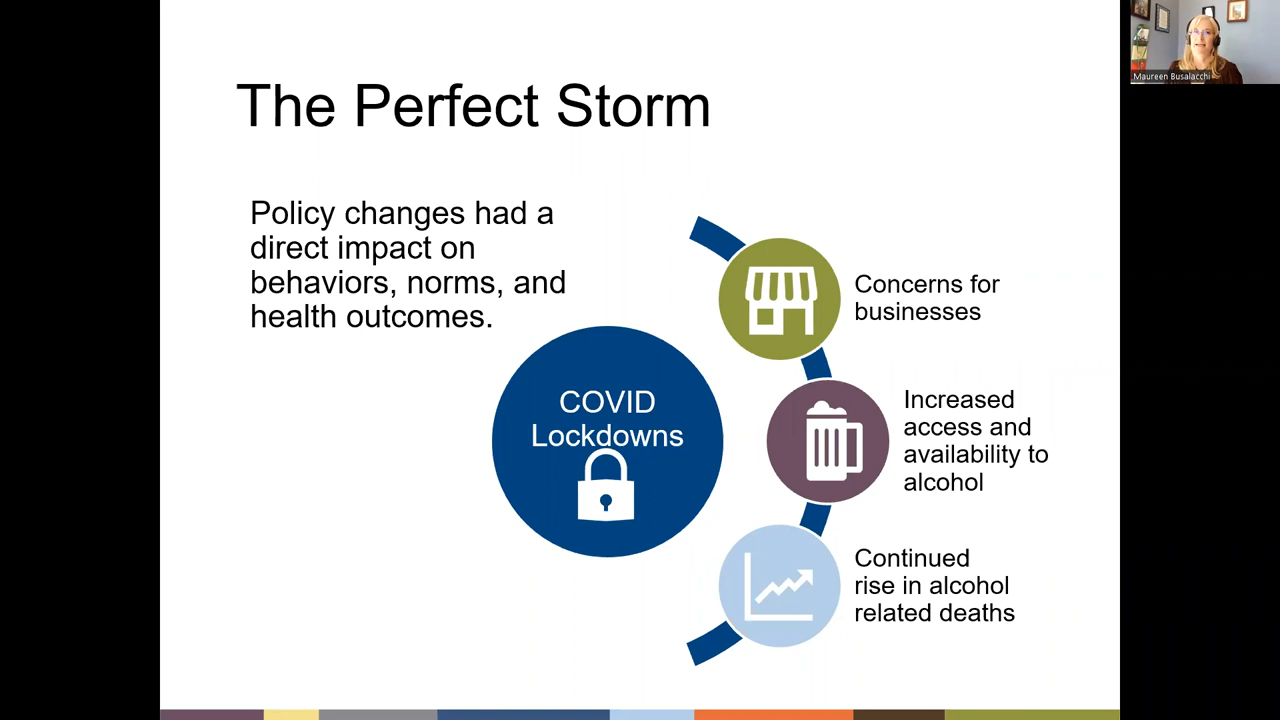 The Perfect Storm
Policy changes had a
direct impact on
behaviors, norms, and
health outcomes.
COVID
Lockdowns
Concerns for
businesses
Increased
access and
availability to
alcohol
Continued
rise in alcohol
related deaths
Maureen Busalacchi